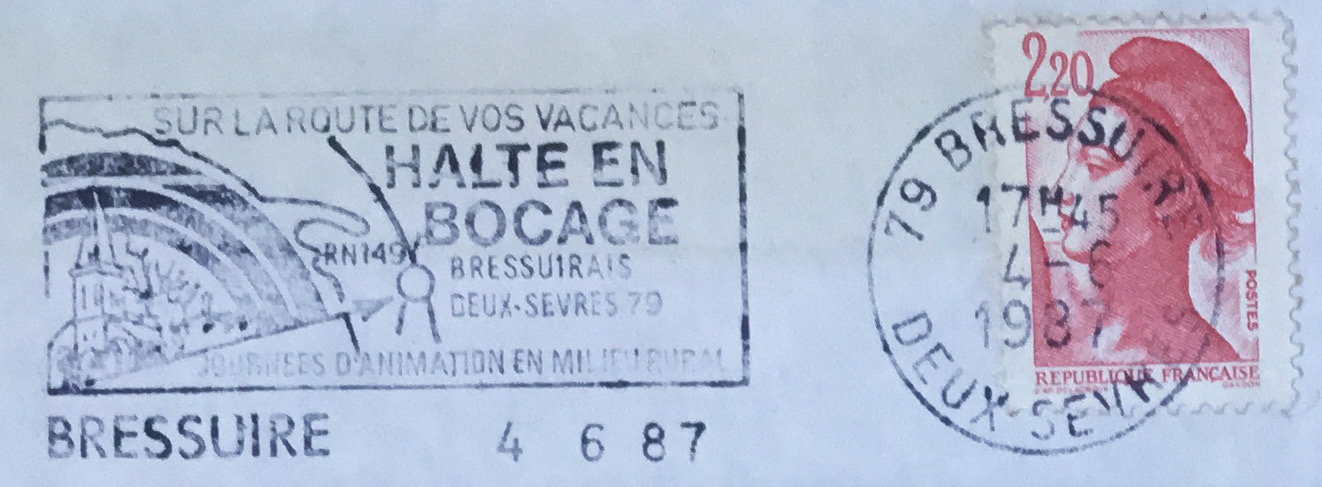 SUR LA ROUTE DE VOS VACANCES
HALTE EN
BOCAGE
RN149
BRESSUIRAIS
DEUX-SEVRES 79
JOURNEES D'ANIMATION EN MILIEU RURAL
BRESSUIRE 4 6 87
2,20
79 BRESSUIRE
17H45
4-6
1987
DEUX-SEVRES
POSTES
REPUBLIQUE FRANÇAISE
GANDON